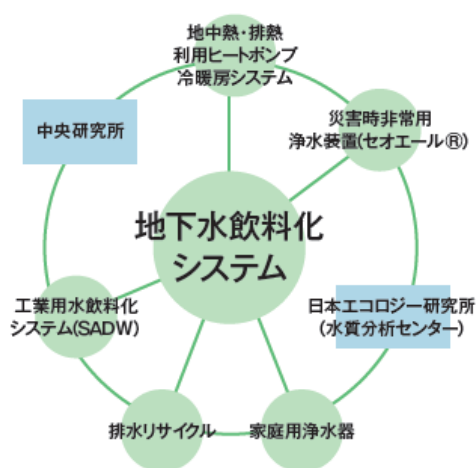 地中熱・排熱
利用ヒートポンプ
冷暖房システム
中央研究所
災害時非常用
浄水装置(セオエール®)
地下水飲料化
システム
工業用水飲料化
システム(SADW)
日本エコロジー研究所
(水質分析センター)
排水リサイクル
家庭用浄水器